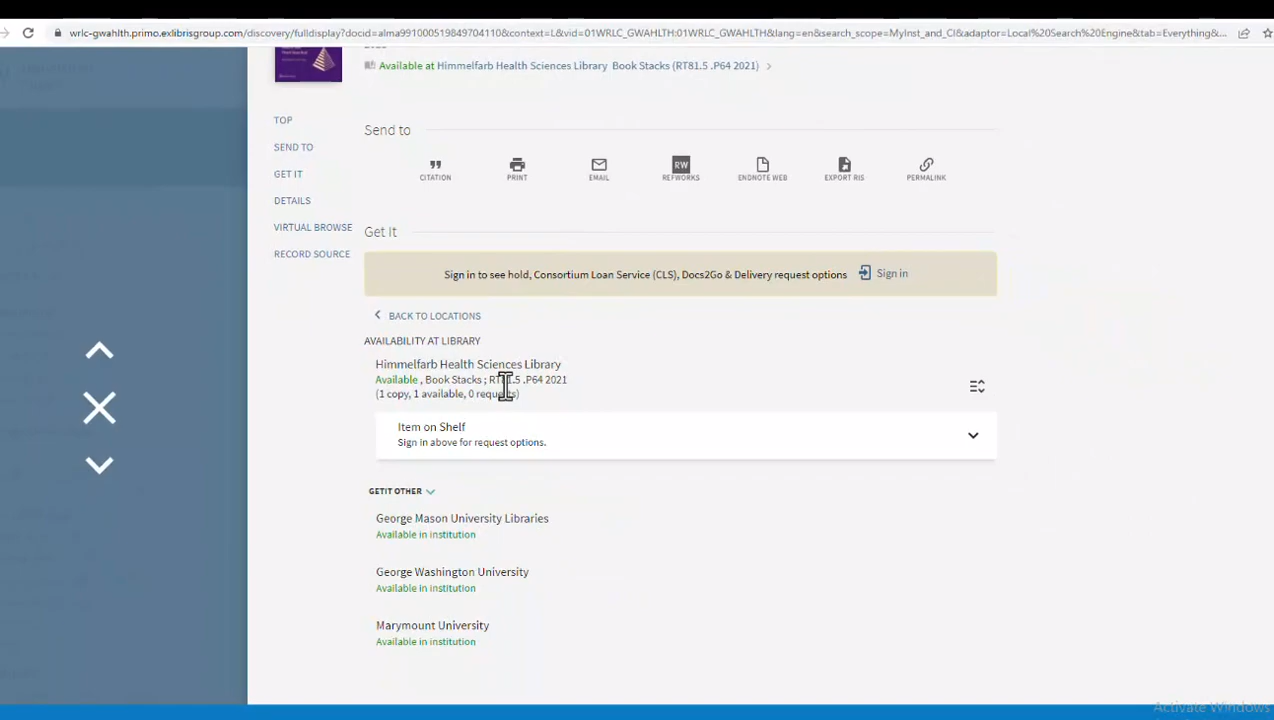 wrlc-gwahlth.primo.exlibrisgroup.com/discovery/fulldisplay?docid=alma991000519849704110&context=L&vid=01WRLC_GWAHLTH:01WRLC_GWAHLTH&lang=en&search_scope=MyInst_and_CI&adaptor=Local%20Search%20Engine&tab=Everything&...
Available at Himmelfarb Health Sciences Library Book Stacks (RT81.5 .P64 2021)
TOP
SEND TO
GET IT
DETAILS
VIRTUAL BROWSE
RECORD SOURCE
Send to
CITATION
PRINT
EMAIL
RW
REFWORKS
ENDNOTE WEB
EXPORT RIS
PERMALINK
Get It
Sign in to see hold, Consortium Loan Service (CLS), Docs2Go & Delivery request options Sign in
BACK TO LOCATIONS
AVAILABILITY AT LIBRARY
Himmelfarb Health Sciences Library
Available , Book Stacks ; RT81.5 .P64 2021
(1 copy, 1 available, 0 requests)
Item on Shelf
Sign in above for request options.
GETIT OTHER
George Mason University Libraries
Available in institution
George Washington University
Available in institution
Marymount University
Available in institution
Activate Windows